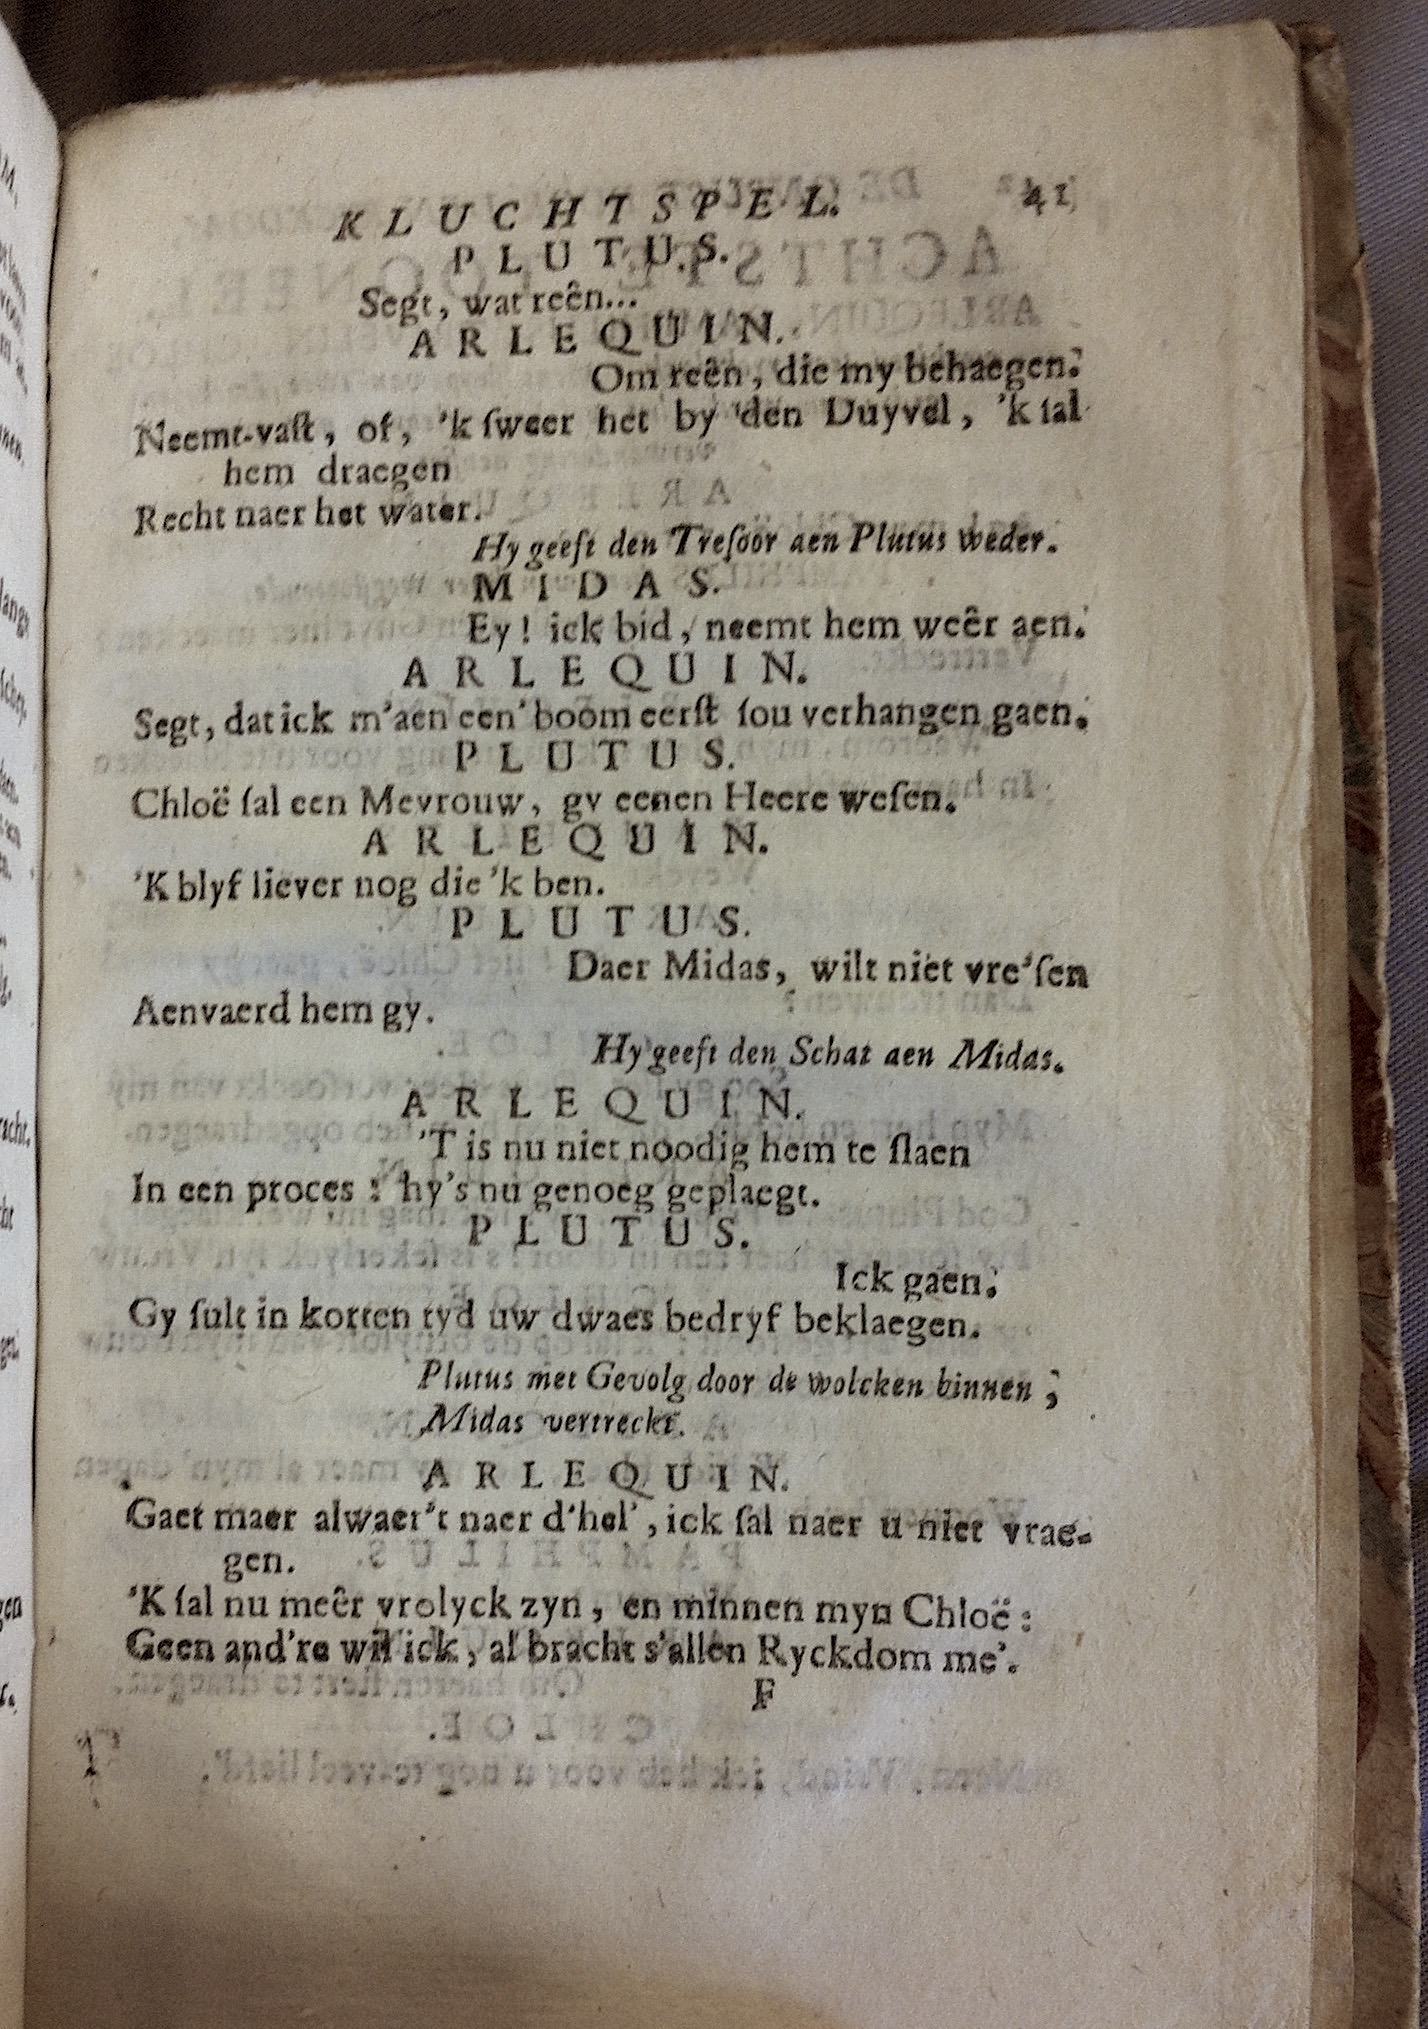 KLUCHTSPEL. 41
PLUTUS.
Segt, wat reên...
ARLEQUIN.
Om reên, die my behaegen.
Neemt-vaſt, of, 'k ſweer het by den Duyvel, 'k ſal
hem draegen
Recht naer het water.
Hy geeft den Treſoor aen Plutus weder.
MIDAS.
Ey! ick bid, neemt hem weêr aen.
ARLEQUIN.
Segt, dat ick m'aen een' boom eerſt ſou verhangen gaen.
PLUTUS.
Chloë ſal een Mevrouw, gy eenen Heere weſen.
ARLEQUIN.
'K blyf liever nog die 'k ben.
PLUTUS.
Daer Midas, wilt niet vre'ſen
Aenvaerd hem gy.
Hy geeft den Schat aen Midas.
ARLEQUIN.
'T is nu niet noodig hem te ſlaen
In een proces : hy's nu genoeg geplaegt.
PLUTUS.
Ick gaen.
Gy ſult in korten tyd uw dwaes bedryf beklaegen.
Plutus met Gevolg door de wolcken binnen ;
Midas vertreckt.
ARLEQUIN.
Gaet maer alwaer't naer d'hel', ick ſal naer u niet vrae-
gen.
'K ſal nu meêr vrolyck zyn, en minnen myn Chloë :
Geen and're wil ick, al bracht s'allen Ryckdom me'.
F